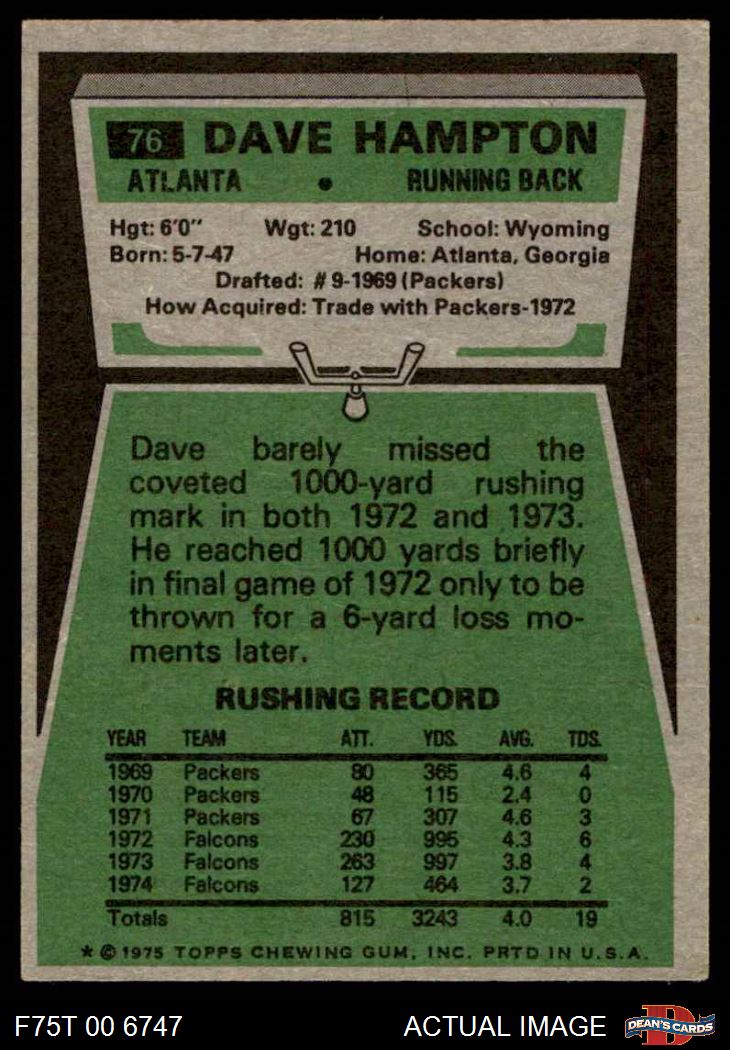 76 DAVE HAMPTON
ATLANTA • RUNNING BACK
Hgt: 6'0" Wgt: 210 School: Wyoming
Born: 5-7-47 Home: Atlanta, Georgia
Drafted: #9-1969 (Packers)
How Acquired: Trade with Packers-1972
Dave barely missed the
coveted 1000-yard rushing
mark in both 1972 and 1973.
He reached 1000 yards briefly
in final game of 1972 only to be
thrown for a 6-yard loss mo-
ments later.
RUSHING RECORD
YEAR TEAM ATT. YDS. AVG. TDS.
1969 Packers 80 365 4.6 4
1970 Packers 48 115 2.4 0
1971 Packers 67 307 4.6 3
1972 Falcons 230 995 4.3 6
1973 Falcons 263 997 3.8 4
1974 Falcons 127 464 3.7 2
Totals 815 3243 4.0 19
* © 1975 TOPPS CHEWING GUM, INC. PRTD IN U.S.A.
F75T 00 6747 ACTUAL IMAGE D DEAN'S CARDS